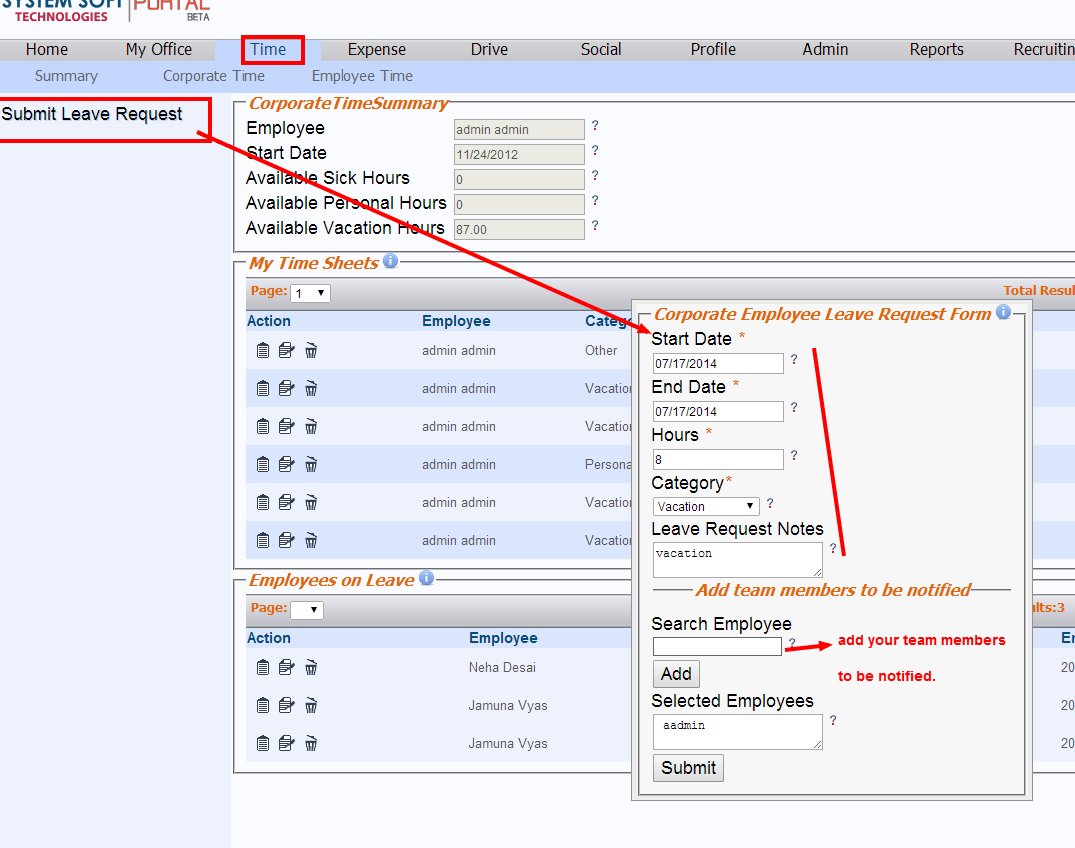 SYSTEM SOFT PORTAL
TECHNOLOGIES BETA
Home My Office Time Expense Drive Social Profile Admin Reports Recruitin
Summary Corporate Time Employee Time
Submit Leave Request
CorporateTimeSummary
Employee admin admin ?
Start Date 11/24/2012 ?
Available Sick Hours 0 ?
Available Personal Hours 0 ?
Available Vacation Hours 87.00 ?
My Time Sheets
Page: 1 Total Resul
Action Employee Catego
admin admin Other
admin admin Vacation
admin admin Vacation
admin admin Persona
admin admin Vacation
admin admin Vacation
Employees on Leave
Page: ults:3
Action Employee En
Neha Desai 20
Jamuna Vyas 20
Jamuna Vyas 20
Corporate Employee Leave Request Form
Start Date *
07/17/2014 ?
End Date *
07/17/2014 ?
Hours *
8 ?
Category*
Vacation ?
Leave Request Notes
vacation ?
Add team members to be notified
Search Employee
? add your team members
to be notified.
Add
Selected Employees
aadmin ?
Submit